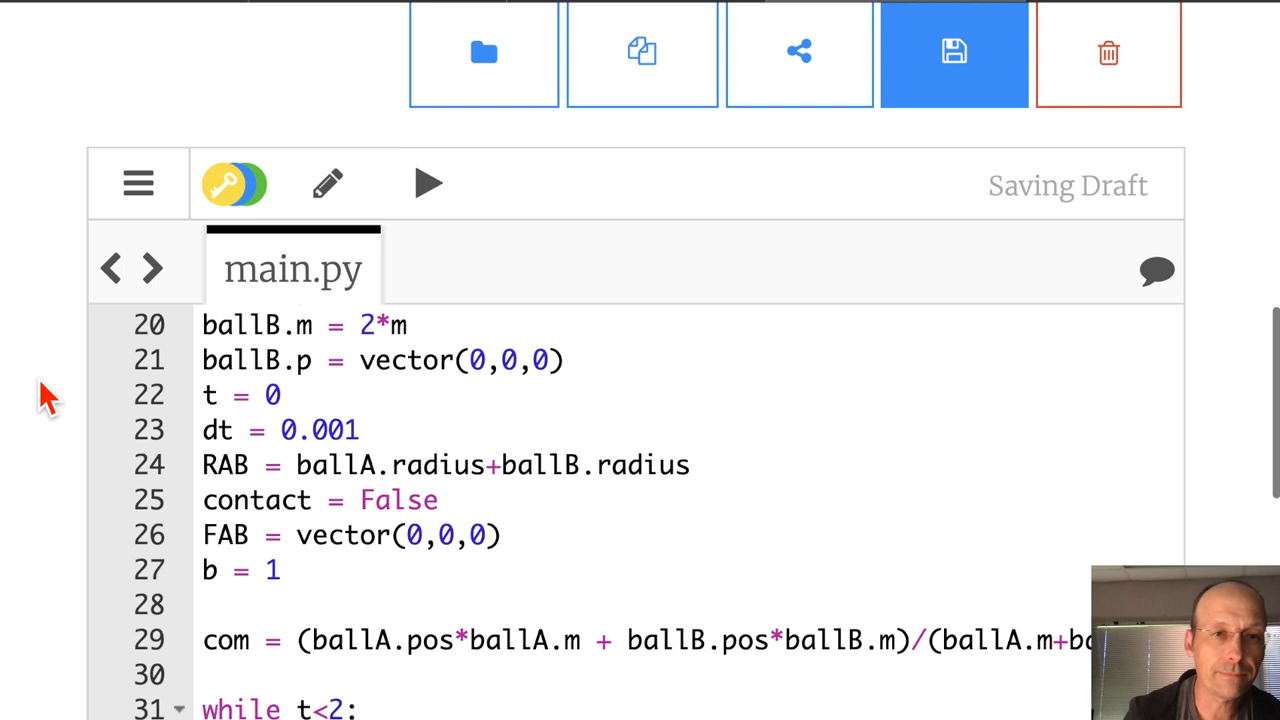 Saving Draft
main.py
20 ballB.m = 2*m
21 ballB.p = vector(0,0,0)
22 t = 0
23 dt = 0.001
24 RAB = ballA.radius+ballB.radius
25 contact = False
26 FAB = vector(0,0,0)
27 b = 1
28
29 com = (ballA.pos*ballA.m + ballB.pos*ballB.m)/(ballA.m+ba
30
31 while t<2: